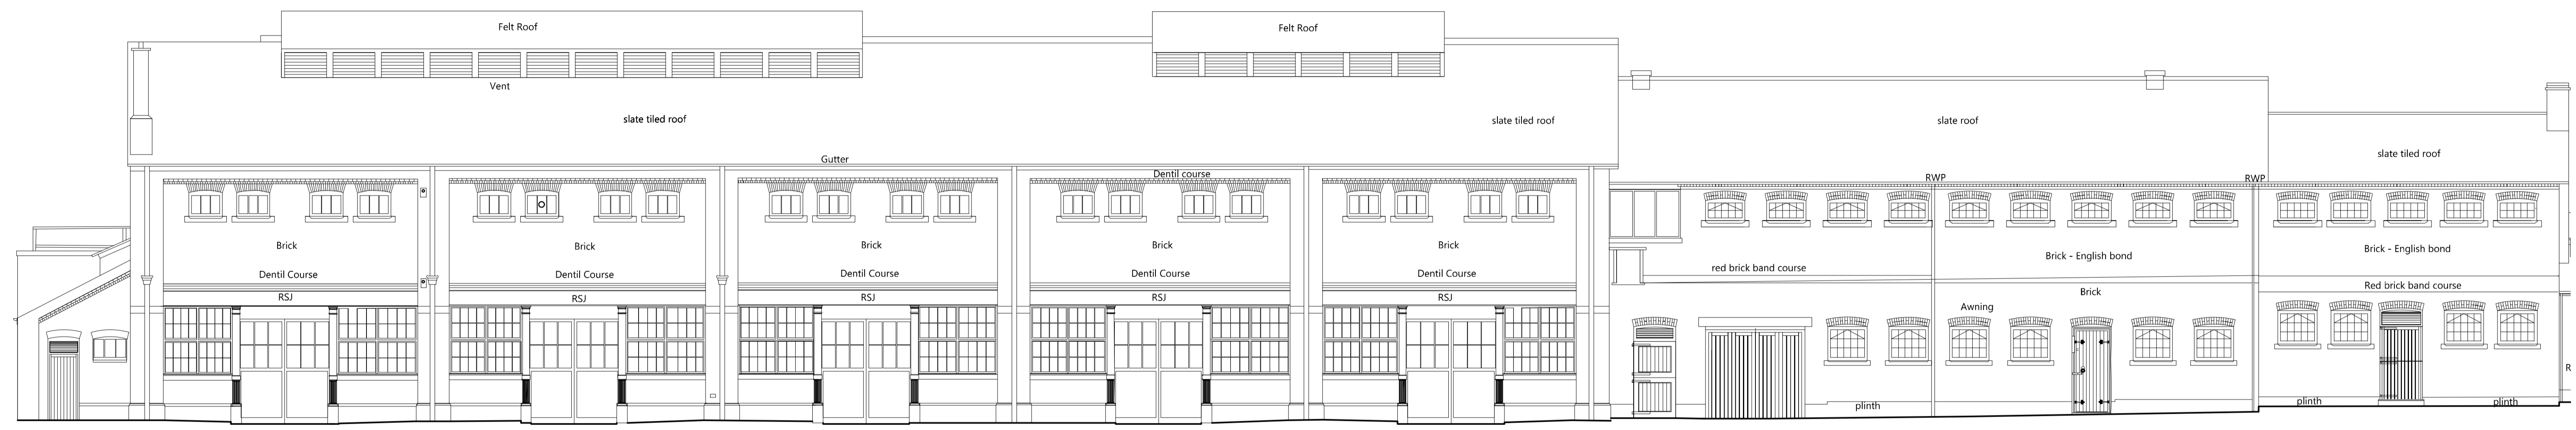 Felt Roof
Felt Roof
Vent
slate tiled roof
slate tiled roof
slate roof
slate tiled roof
Gutter
Dentil course
RWP
RWP
Brick
Brick
Brick
Brick
Brick
Brick - English bond
Brick - English bond
Dentil Course
Dentil Course
Dentil Course
Dentil Course
Dentil Course
red brick band course
Red brick band course
RSJ
RSJ
RSJ
RSJ
RSJ
Brick
Awning
plinth
plinth
plinth